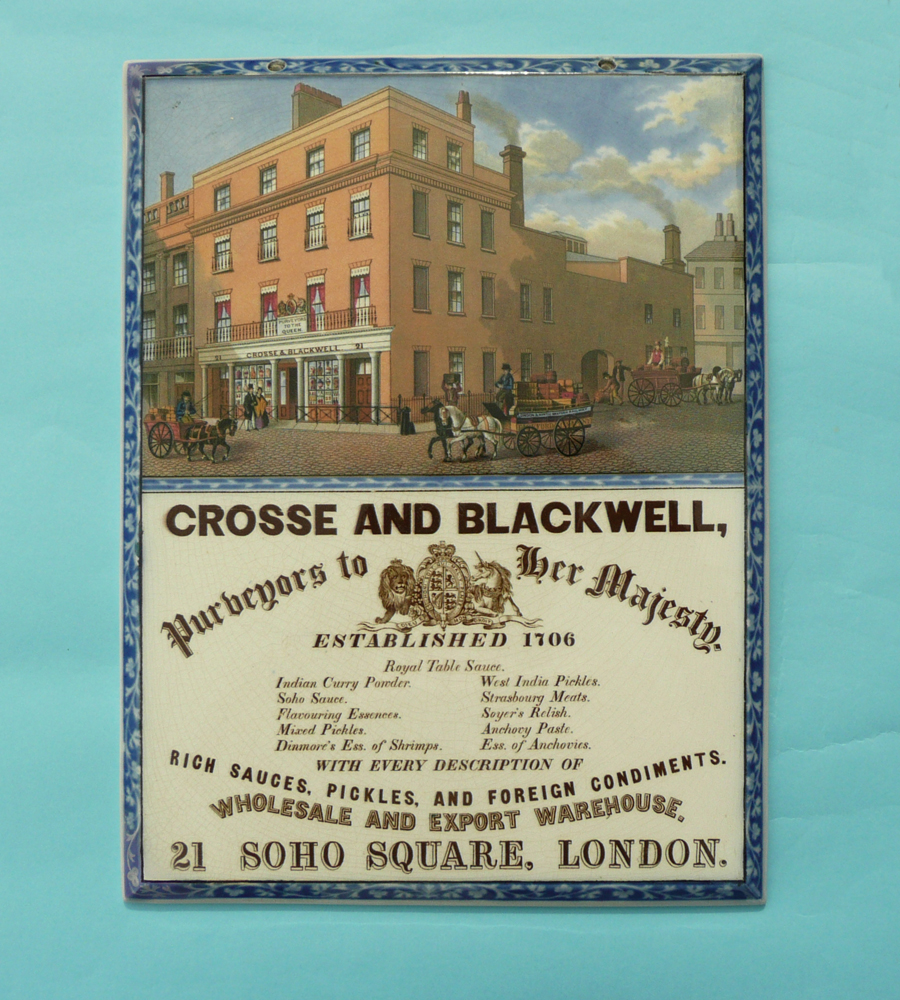 PURVEYORS
TO THE
QUEEN
21 CROSSE & BLACKWELL 21
CROSSE AND BLACKWELL,
Purveyors to Her Majesty.
ESTABLISHED 1706
Royal Table Sauce.
Indian Curry Powder. West India Pickles.
Soho Sauce. Strasbourg Meats.
Flavouring Essences. Soyer's Relish.
Mixed Pickles. Anchovy Paste.
Dinmore's Ess. of Shrimps. Ess. of Anchovies.
WITH EVERY DESCRIPTION OF
RICH SAUCES, PICKLES, AND FOREIGN CONDIMENTS.
WHOLESALE AND EXPORT WAREHOUSE.
21 SOHO SQUARE, LONDON.